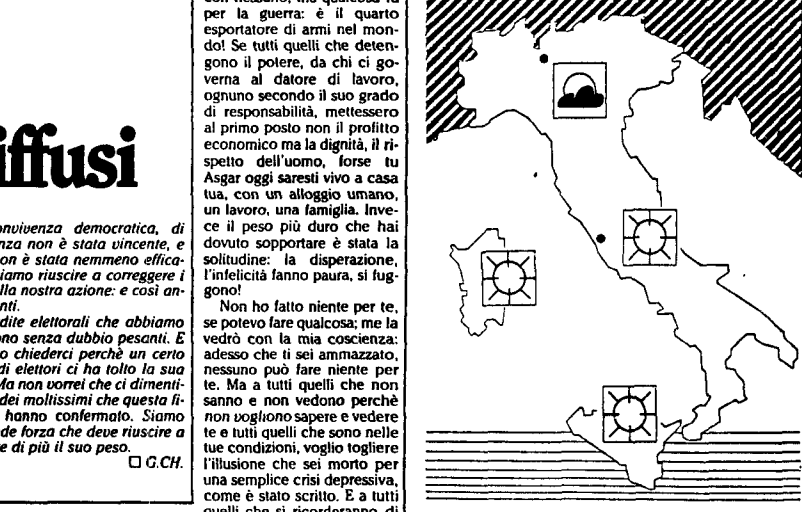 iffusi
onvivenza democratica, di
nza non è stata vincente, e
on è stata nemmeno effica-
iamo riuscire a correggere i
lla nostra azione: e così an-
nti.
dite elettorali che abbiamo
no senza dubbio pesanti. E
o chiederci perchè un certo
di elettori ci ha tolto la sua
Ma non vorrei che ci dimenti-
dei moltissimi che questa fi-
hanno confermato. Siamo
de forza che deve riuscire a
e di più il suo peso.
□ G.CH.
per la guerra: è il quarto
esportatore di armi nel mon-
do! Se tutti quelli che deten-
gono il potere, da chi ci go-
verna al datore di lavoro,
ognuno secondo il suo grado
di responsabilità, mettessero
al primo posto non il profitto
economico ma la dignità, il ri-
spetto dell'uomo, forse tu
Asgar oggi saresti vivo a casa
tua, con un alloggio umano,
un lavoro, una famiglia. Inve-
ce il peso più duro che hai
dovuto sopportare è stata la
solitudine: la disperazione,
l'infelicità fanno paura, si fug-
gono!
Non ho fatto niente per te,
se potevo fare qualcosa; me la
vedrò con la mia coscienza:
adesso che ti sei ammazzato,
nessuno può fare niente per
te. Ma a tutti quelli che non
sanno e non vedono perchè
non vogliono sapere e vedere
te e tutti quelli che sono nelle
tue condizioni, voglio togliere
l'illusione che sei morto per
una semplice crisi depressiva,
come è stato scritto. E a tutti
quelli che si ricorderanno di